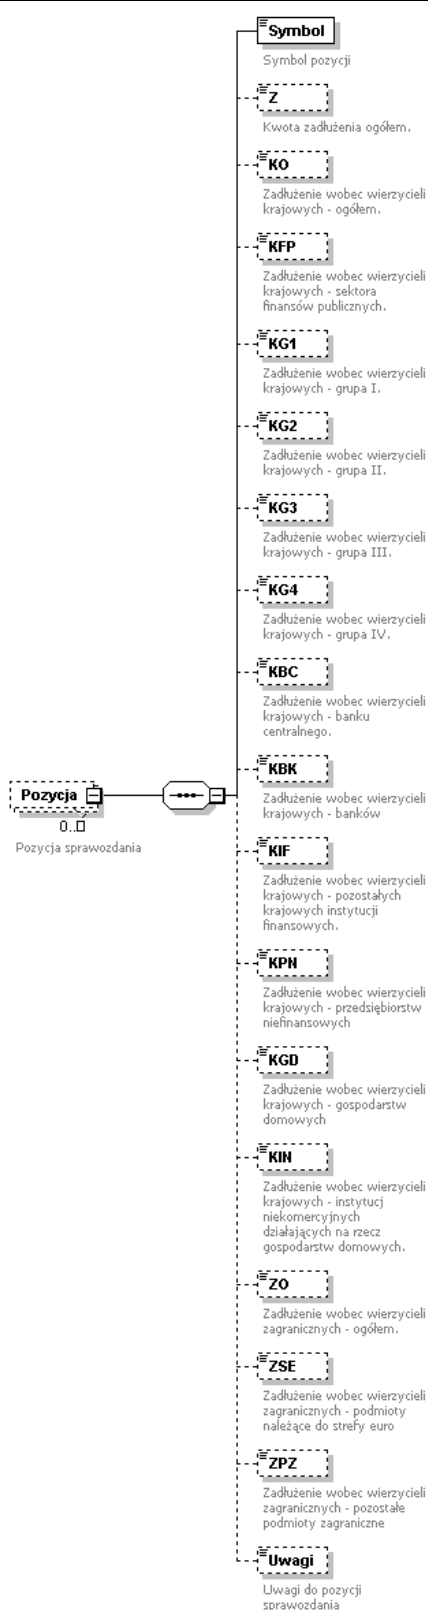 Symbol
Symbol pozycji
Z
Kwota zadłużenia ogółem.
KO
Zadłużenie wobec wierzycieli
krajowych - ogółem.
KFP
Zadłużenie wobec wierzycieli
krajowych - sektora
finansów publicznych.
KG1
Zadłużenie wobec wierzycieli
krajowych - grupa I.
KG2
Zadłużenie wobec wierzycieli
krajowych - grupa II.
KG3
Zadłużenie wobec wierzycieli
krajowych - grupa III.
KG4
Zadłużenie wobec wierzycieli
krajowych - grupa IV.
KBC
Zadłużenie wobec wierzycieli
krajowych - banku
centralnego.
Pozycja
0..
Pozycja sprawozdania
KBK
Zadłużenie wobec wierzycieli
krajowych - banków
KIF
Zadłużenie wobec wierzycieli
krajowych - pozostałych
krajowych instytucji
finansowych.
KPN
Zadłużenie wobec wierzycieli
krajowych - przedsiębiorstw
niefinansowych
KGD
Zadłużenie wobec wierzycieli
krajowych - gospodarstw
domowych
KIN
Zadłużenie wobec wierzycieli
krajowych - instytucj
niekomercyjnych
działających na rzecz
gospodarstw domowych.
ZO
Zadłużenie wobec wierzycieli
zagranicznych - ogółem.
ZSE
Zadłużenie wobec wierzycieli
zagranicznych - podmioty
należące do strefy euro
ZPZ
Zadłużenie wobec wierzycieli
zagranicznych - pozostałe
podmioty zagraniczne
Uwagi
Uwagi do pozycji
sprawozdania